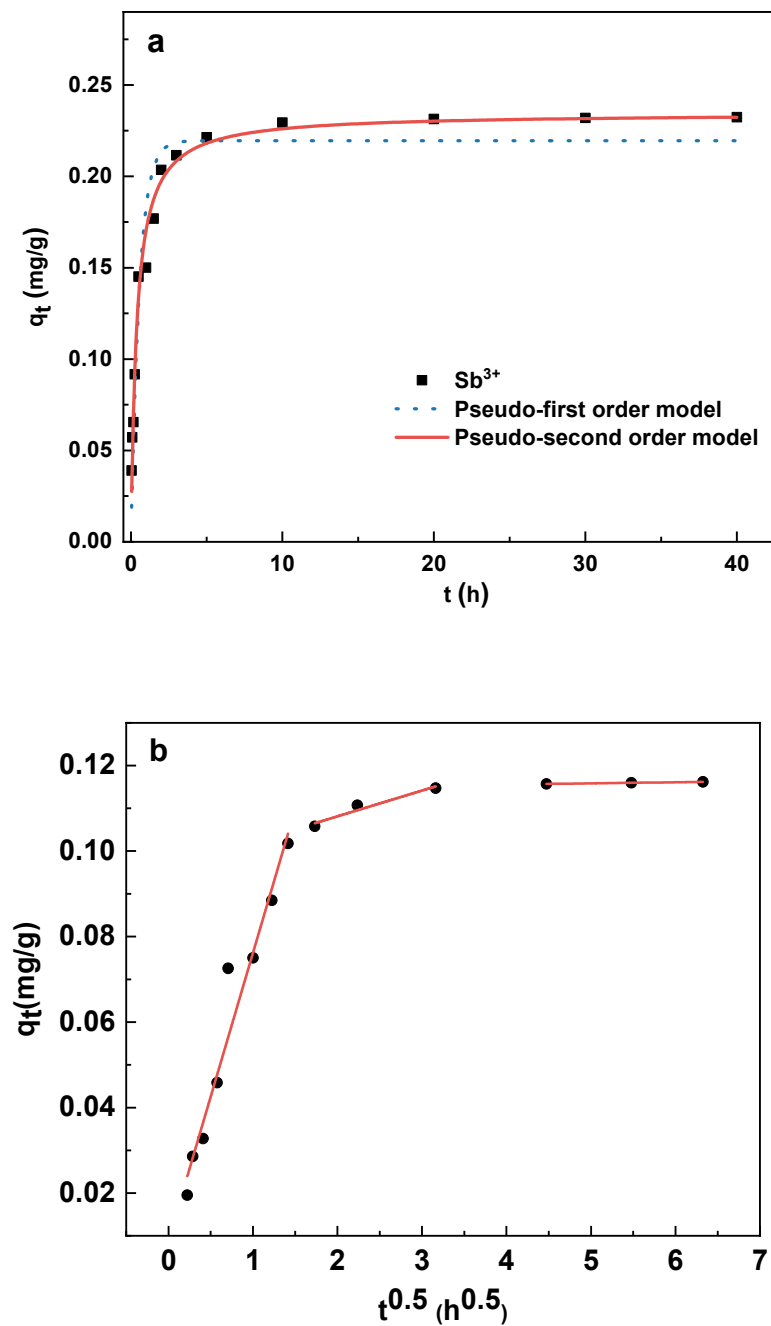 a
0.25
0.20
0.15
0.10
0.05
0.00
qt (mg/g)
Sb3+
Pseudo-first order model
Pseudo-second order model
0 10 20 30 40
t (h)
b
0.12
0.10
0.08
0.06
0.04
0.02
qt(mg/g)
0 1 2 3 4 5 6 7
t0.5 (h0.5)